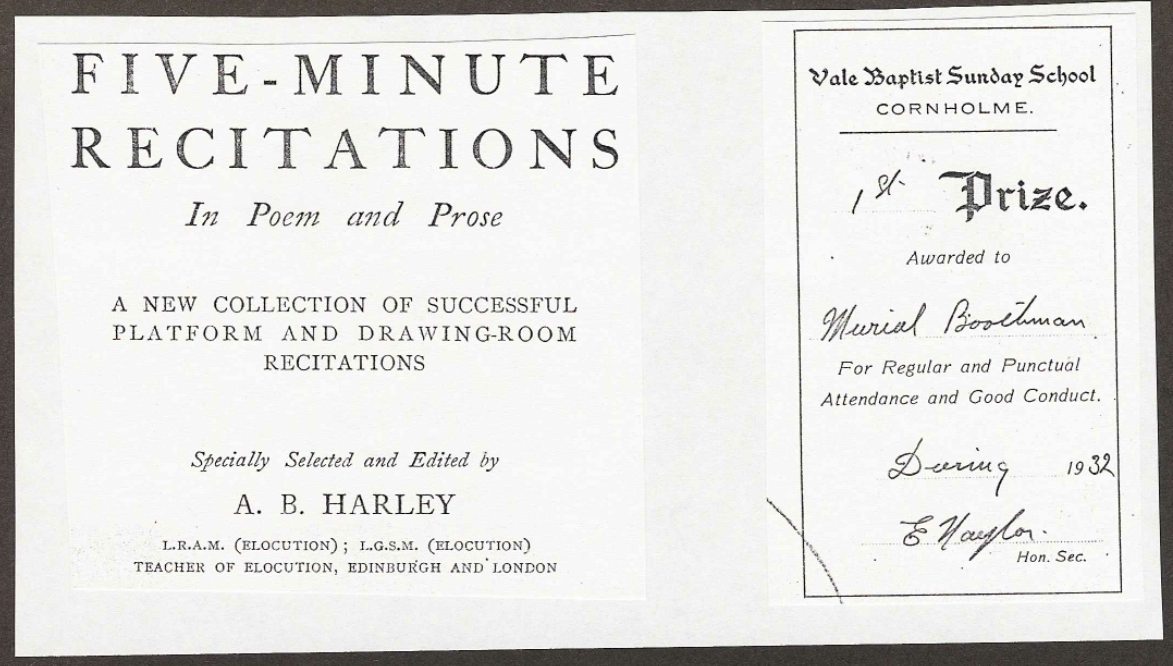 FIVE-MINUTE
RECITATIONS
In Poem and Prose
A NEW COLLECTION OF SUCCESSFUL
PLATFORM AND DRAWING-ROOM
RECITATIONS
Specially Selected and Edited by
A. B. HARLEY
L.R.A.M. (ELOCUTION) ; L.G.S.M. (ELOCUTION)
TEACHER OF ELOCUTION, EDINBURGH AND LONDON
Vale Baptist Sunday School
CORNHOLME.
1st Prize.
Awarded to
Murial Boothman
For Regular and Punctual
Attendance and Good Conduct.
During 1932
E Naylor.
Hon. Sec.